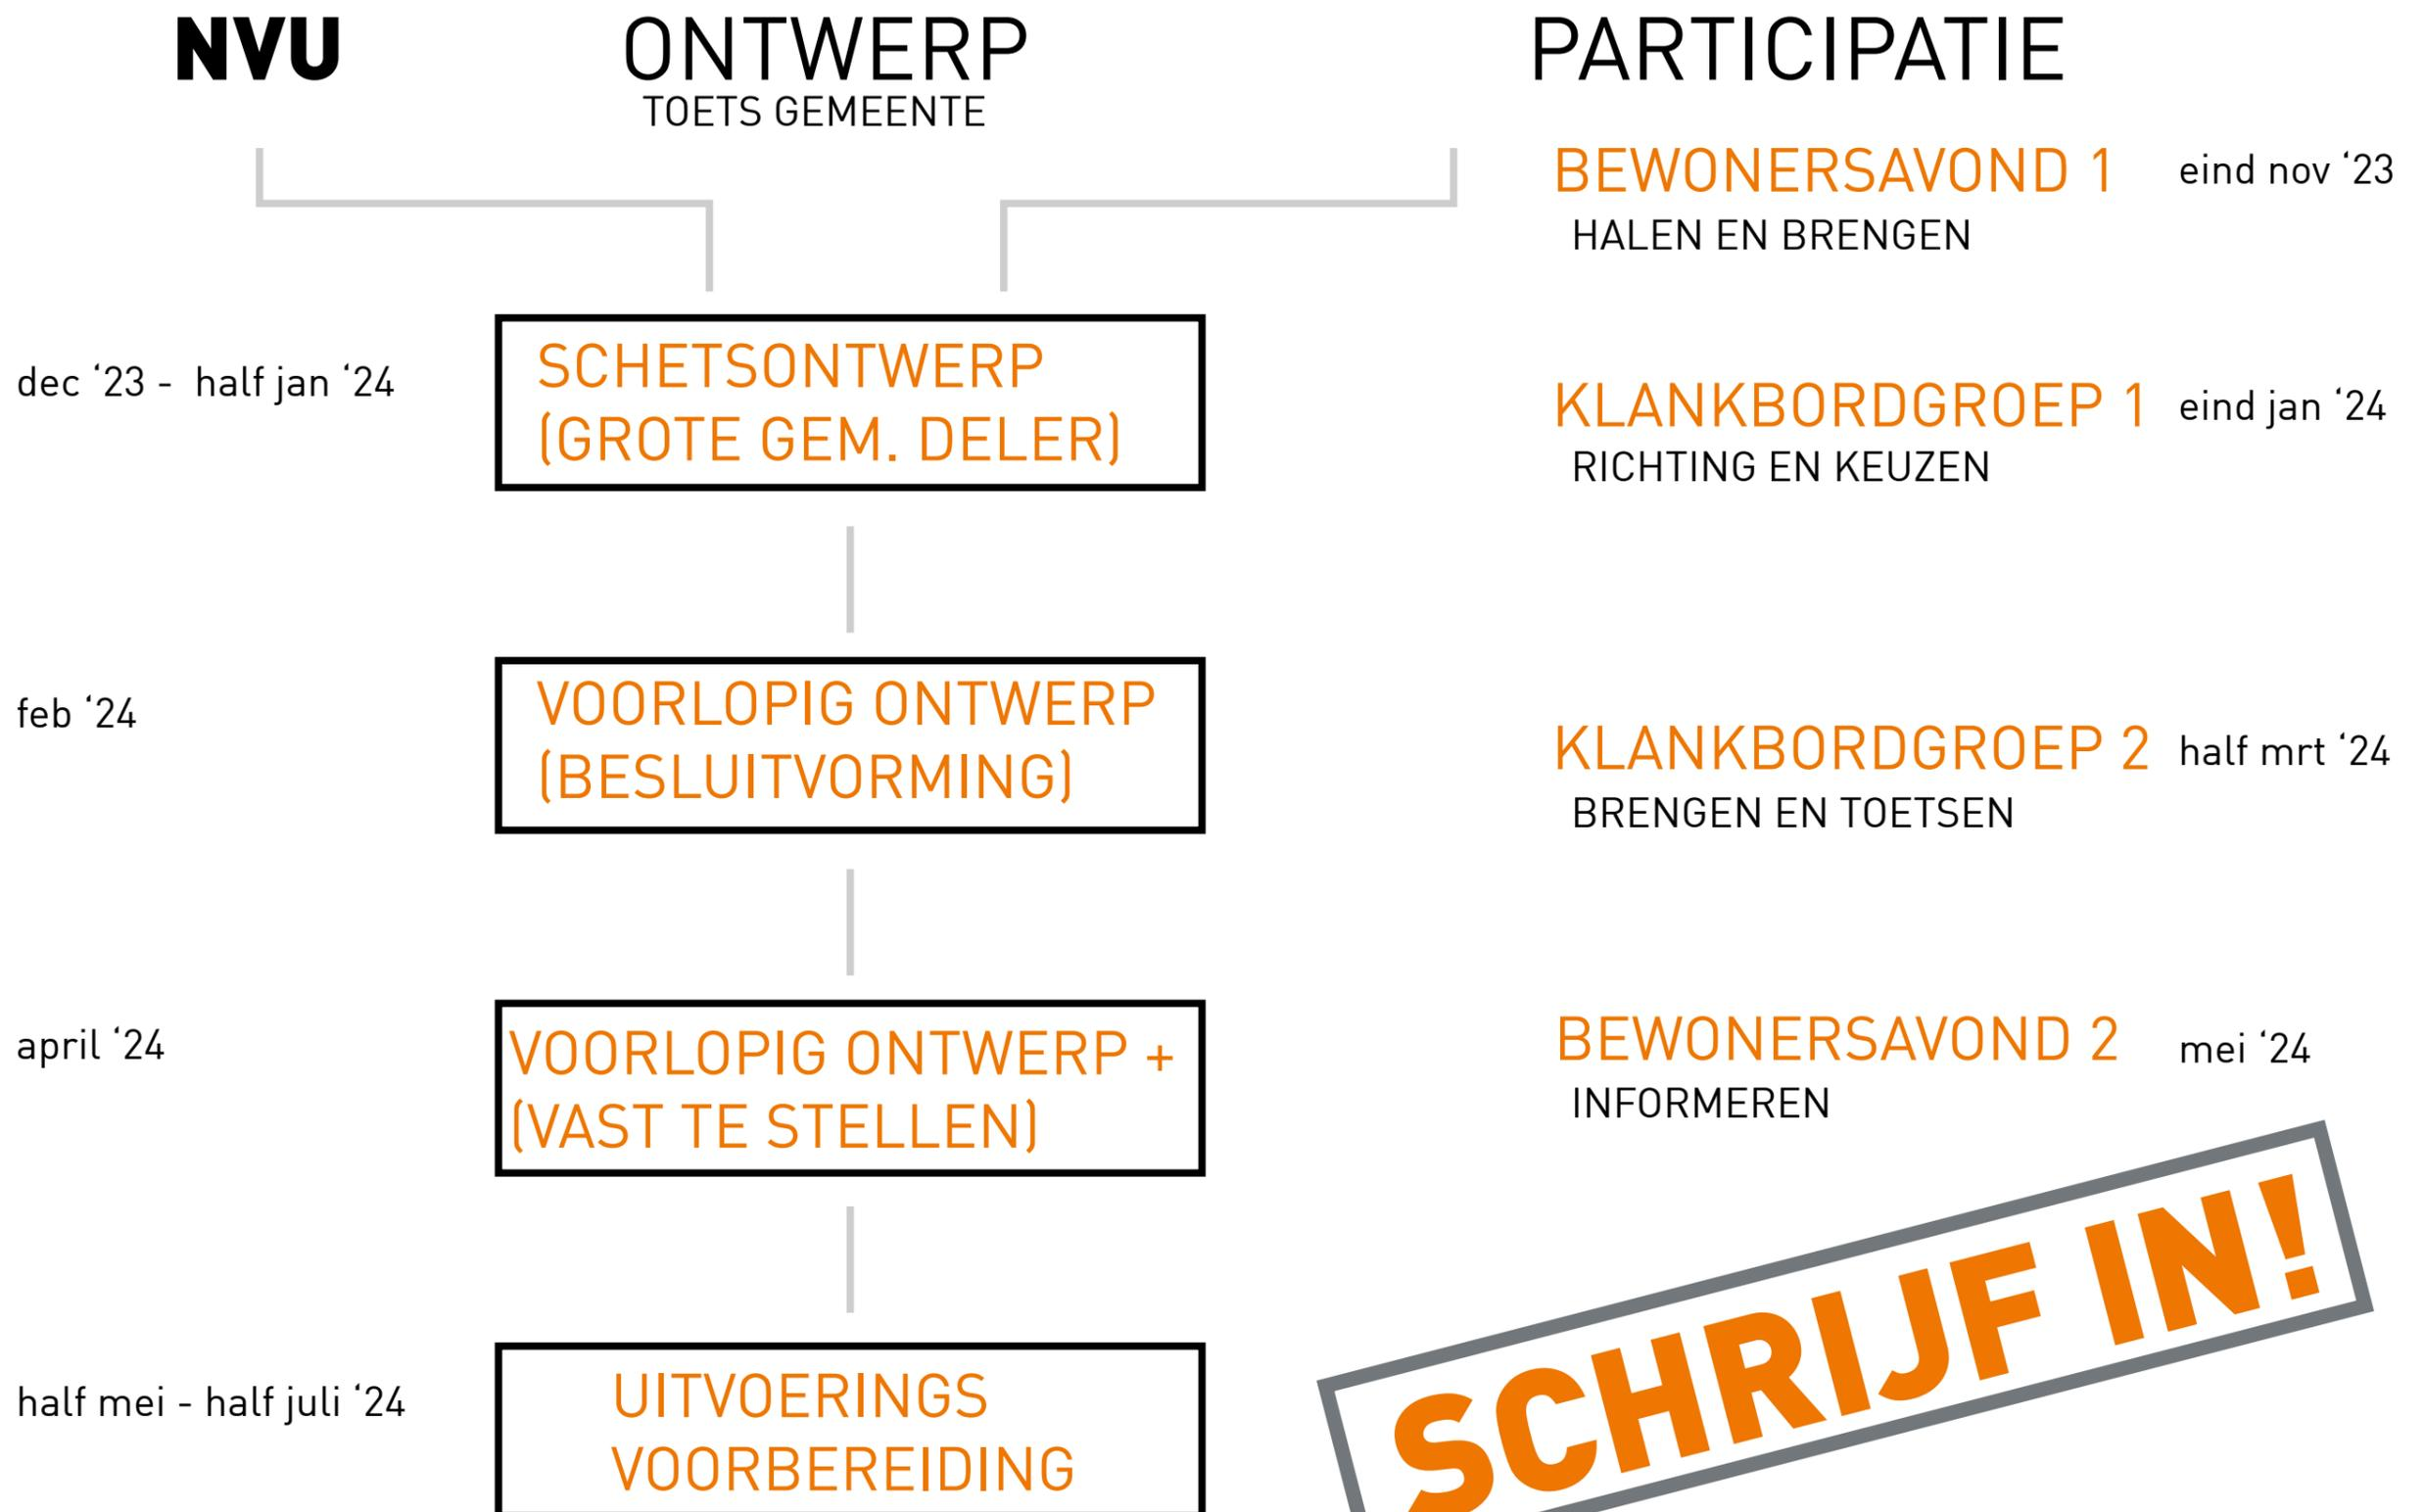 NVU
ONTWERP
TOETS GEMEENTE
PARTICIPATIE
BEWONERSAVOND 1 eind nov ‘23
HALEN EN BRENGEN
dec ‘23 - half jan ‘24
SCHETSONTWERP
(GROTE GEM. DELER)
KLANKBORDGROEP 1 eind jan ‘24
RICHTING EN KEUZEN
feb ‘24
VOORLOPIG ONTWERP
(BESLUITVORMING)
KLANKBORDGROEP 2 half mrt ‘24
BRENGEN EN TOETSEN
april ‘24
VOORLOPIG ONTWERP +
(VAST TE STELLEN)
BEWONERSAVOND 2 mei ‘24
INFORMEREN
half mei - half juli ‘24
UITVOERINGS
VOORBEREIDING
SCHRIJF IN!